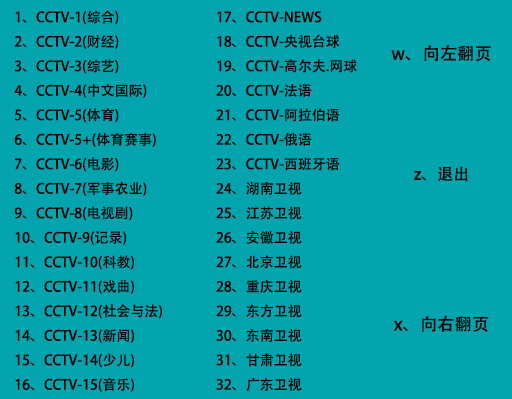 1、CCTV-1(综合)
2、CCTV-2(财经)
3、CCTV-3(综艺)
4、CCTV-4(中文国际)
5、CCTV-5(体育)
6、CCTV-5+(体育赛事)
7、CCTV-6(电影)
8、CCTV-7(军事农业)
9、CCTV-8(电视剧)
10、CCTV-9(记录)
11、CCTV-10(科教)
12、CCTV-11(戏曲)
13、CCTV-12(社会与法)
14、CCTV-13(新闻)
15、CCTV-14(少儿)
16、CCTV-15(音乐)
17、CCTV-NEWS
18、CCTV-央视台球
19、CCTV-高尔夫.网球
20、CCTV-法语
21、CCTV-阿拉伯语
22、CCTV-俄语
23、CCTV-西班牙语
24、湖南卫视
25、江苏卫视
26、安徽卫视
27、北京卫视
28、重庆卫视
29、东方卫视
30、东南卫视
31、甘肃卫视
32、广东卫视
w、向左翻页
z、退出
x、向右翻页